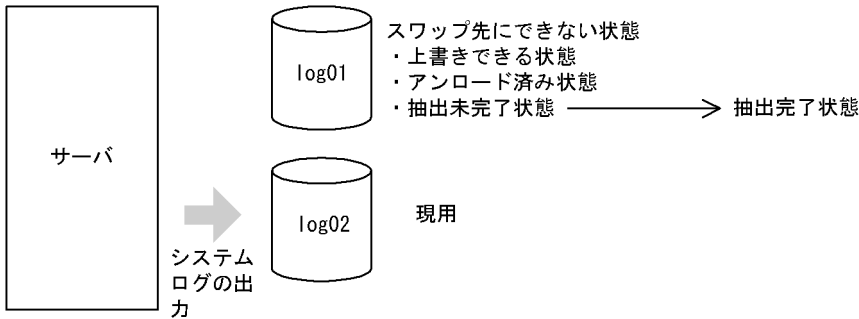 サーバ
システム
ログの出
力
log01
スワップ先にできない状態
・上書きできる状態
・アンロード済み状態
・抽出未完了状態
抽出完了状態
log02
現用